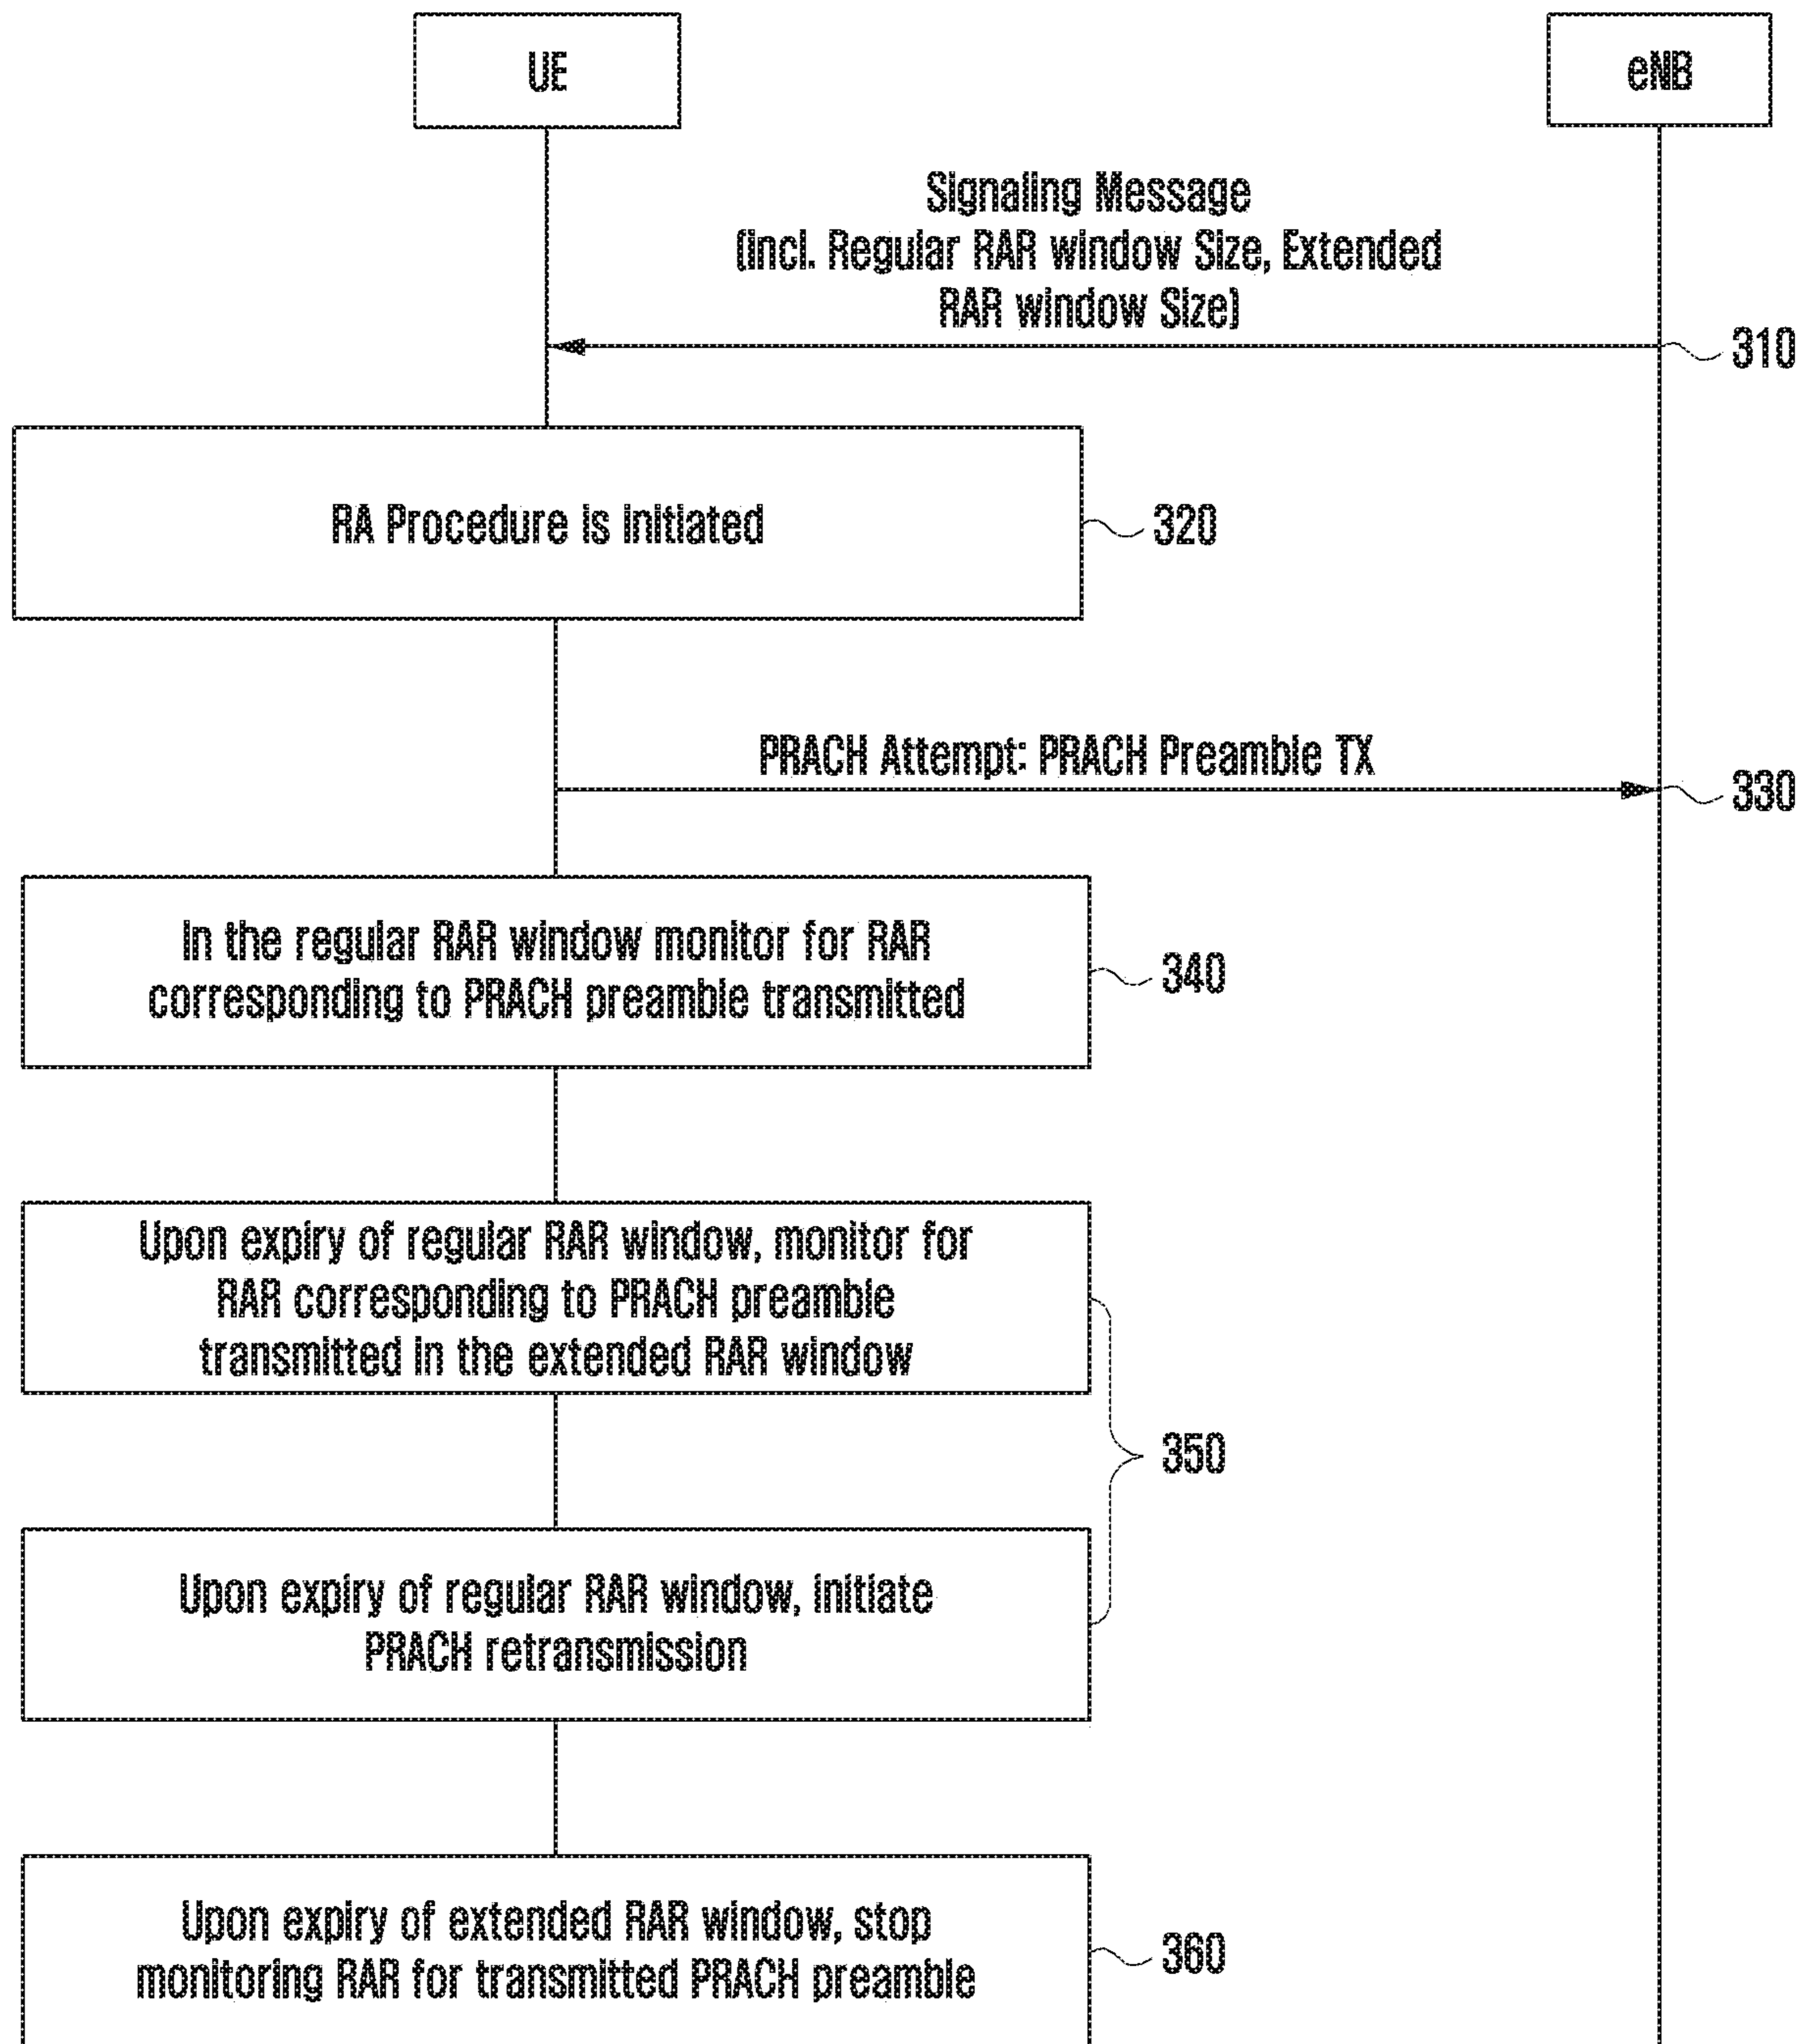 UE
eNB
Signaling Message
(incl. Regular RAR window Size, Extended
RAR window Size)
310
RA Procedure is initiated
320
PRACH Attempt: PRACH Preamble TX
330
In the regular RAR window monitor for RAR
corresponding to PRACH preamble transmitted
340
Upon expiry of regular RAR window, monitor for
RAR corresponding to PRACH preamble
transmitted in the extended RAR window
350
Upon expiry of regular RAR window, initiate
PRACH retransmission
Upon expiry of extended RAR window, stop
monitoring RAR for transmitted PRACH preamble
360